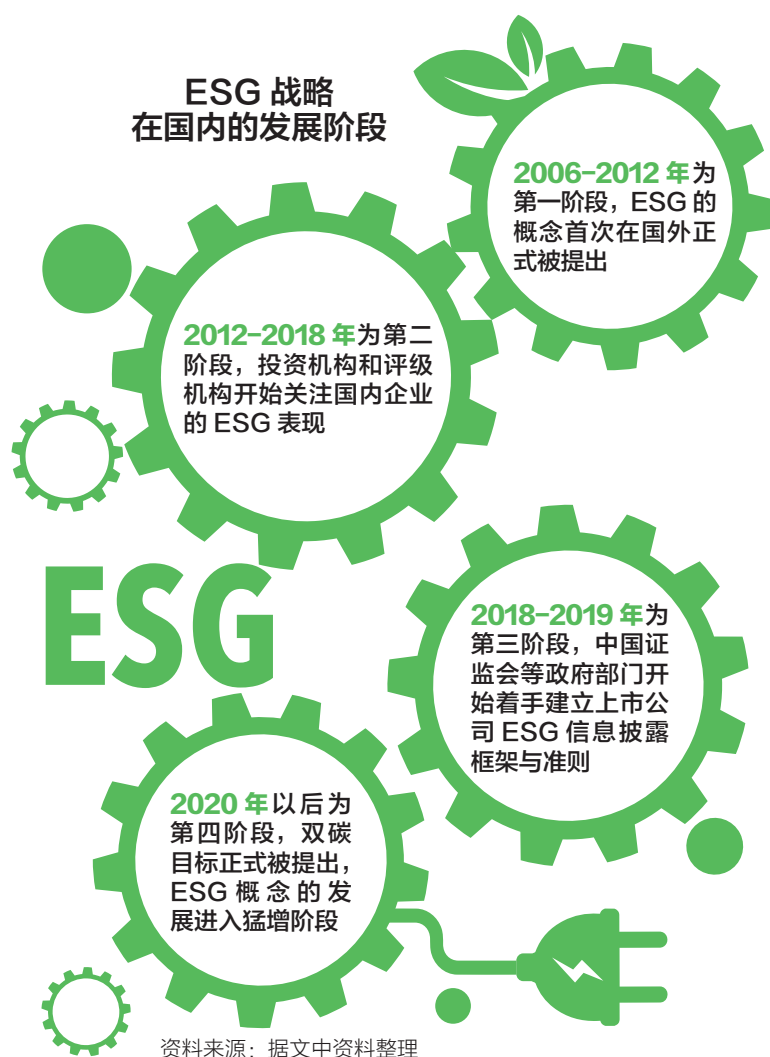 ESG 战略
在国内的发展阶段
2006-2012 年为
第一阶段，ESG 的
概念首次在国外正
式被提出
2012-2018 年为第二
阶段，投资机构和评级
机构开始关注国内企业
的 ESG 表现
ESG
2018-2019 年为
第三阶段，中国证
监会等政府部门开
始着手建立上市公
司 ESG 信息披露
框架与准则
2020 年以后为
第四阶段，双碳
目标正式被提出，
ESG 概念的发
展进入猛增阶段
资料来源：据文中资料整理